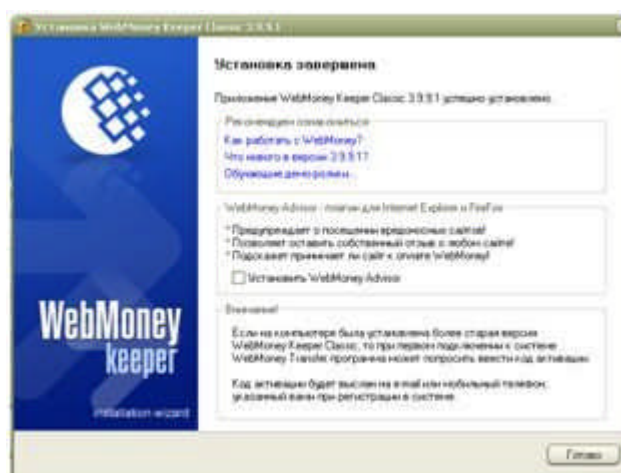 Установка WebMoney Keeper Classic 3.9.9.1
Установка завершена
Приложение WebMoney Keeper Classic 3.9.9.1 успешно установлено.
Рекомендуем ознакомиться
Как работать с WebMoney?
Что нового в версии 3.9.9.1?
Обучающие демо-ролики...
WebMoney Advisor - плагин для Internet Explorer и FireFox
* Предупреждает о посещении вредоносных сайтов!
* Позволяет оставить собственный отзыв о любом сайте!
* Подскажет принимает ли сайт к оплате WebMoney!
Установить WebMoney Advisor
Внимание!
Если на компьютере была установлена более старая версия
WebMoney Keeper Classic, то при первом подключении к системе
WebMoney Transfer программа может попросить ввести код активации.
Код активации будет выслан на e-mail или мобильный телефон,
указанный вами при регистрации в системе.
WebMoney
keeper
installation wizard
Готово